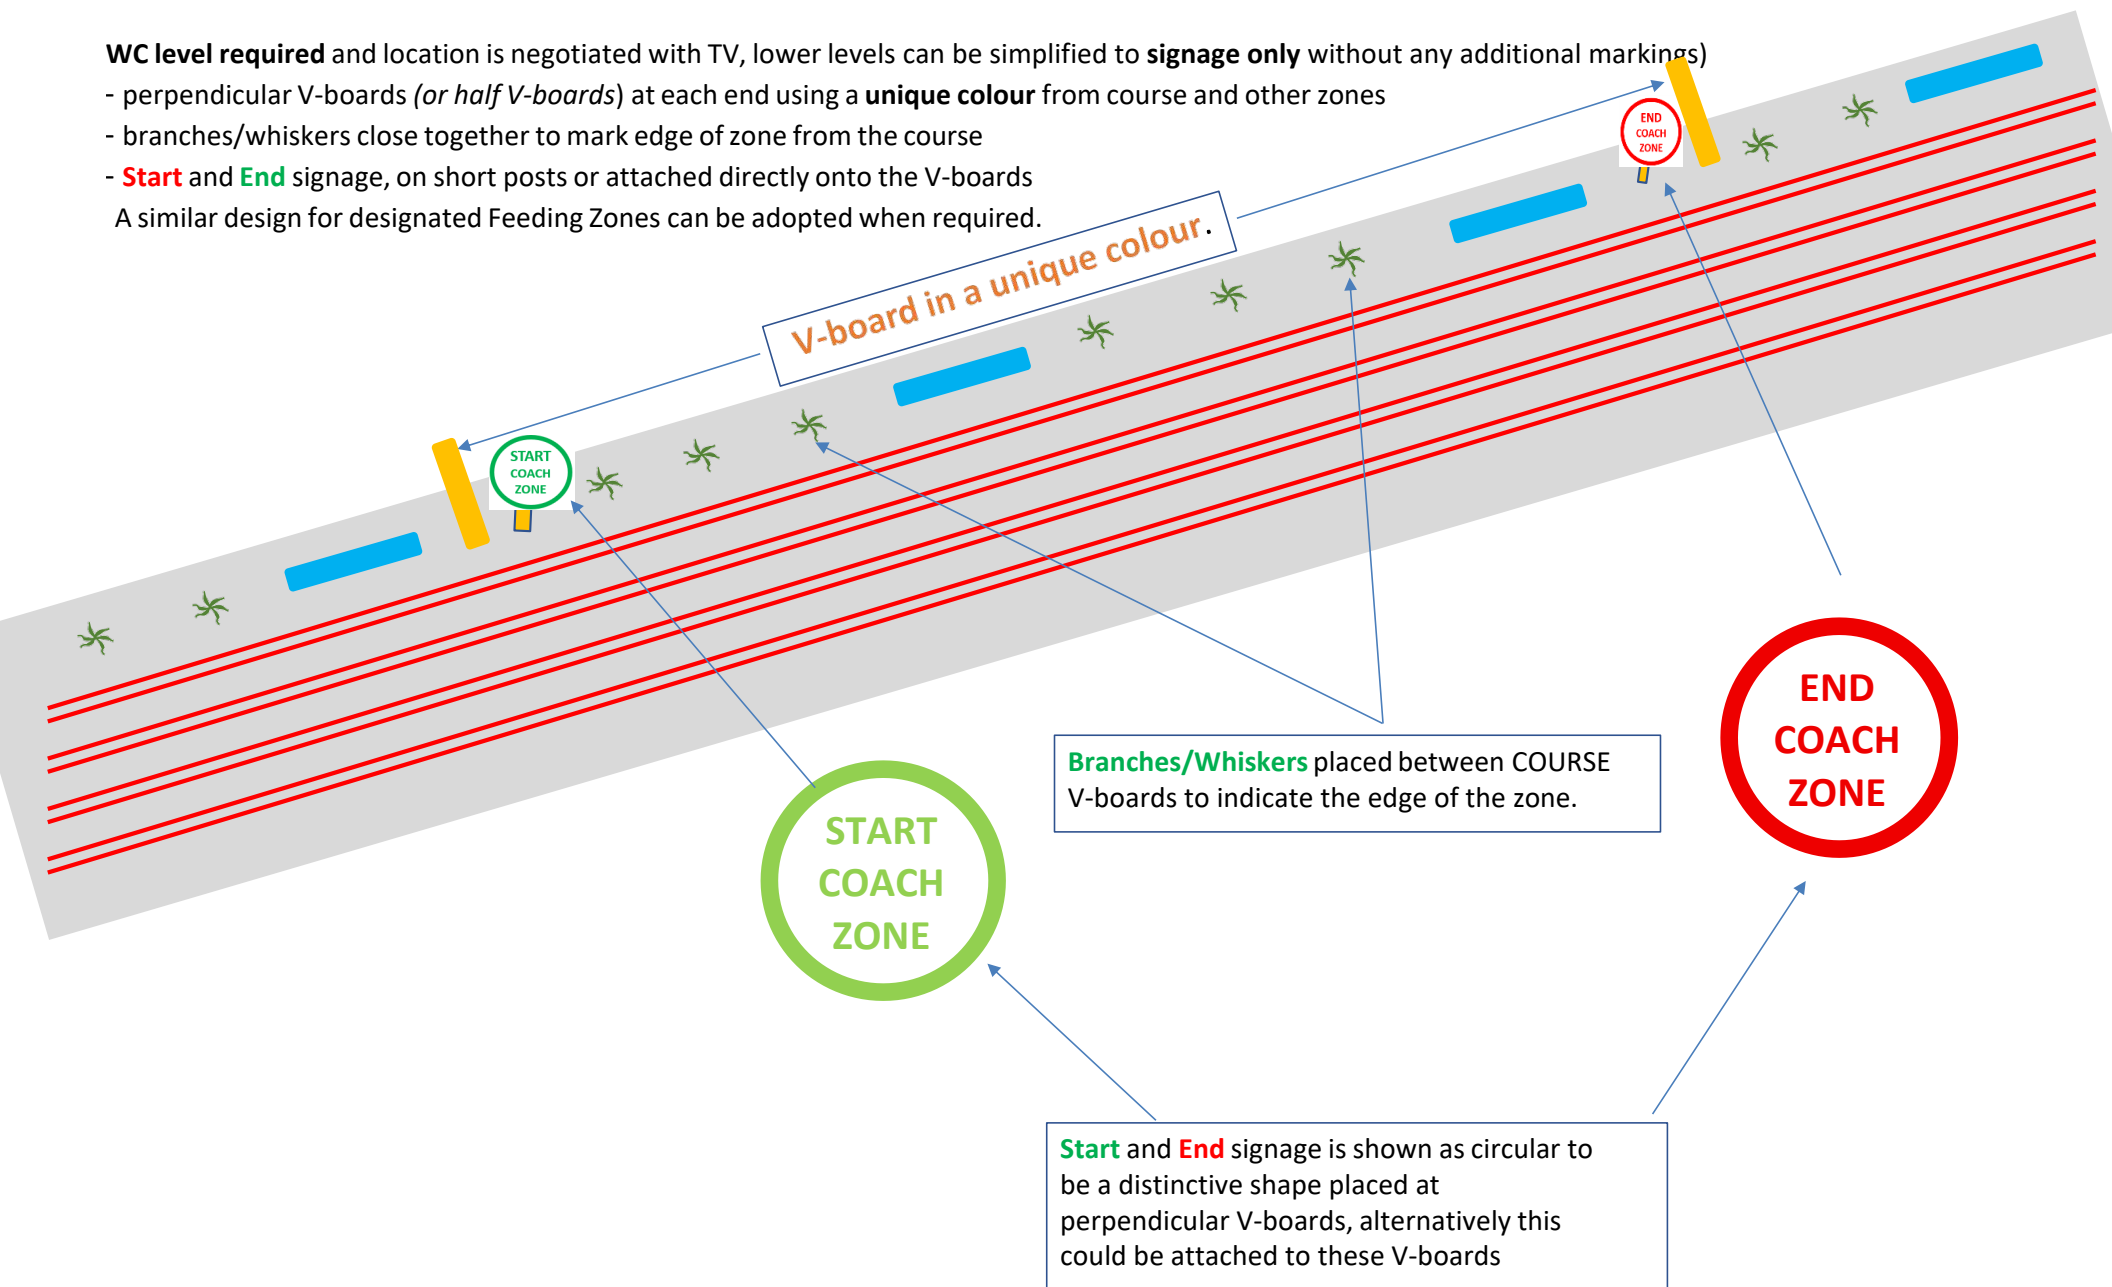 WC level required and location is negotiated with TV, lower levels can be simplified to signage only without any additional markings)
- perpendicular V-boards (or half V-boards) at each end using a unique colour from course and other zones
- branches/whiskers close together to mark edge of zone from the course
- Start and End signage, on short posts or attached directly onto the V-boards
A similar design for designated Feeding Zones can be adopted when required.
END
COACH
ZONE
V-board in a unique colour.
START
COACH
ZONE
END
COACH
ZONE
Branches/Whiskers placed between COURSE
V-boards to indicate the edge of the zone.
START
COACH
ZONE
Start and End signage is shown as circular to
be a distinctive shape placed at
perpendicular V-boards, alternatively this
could be attached to these V-boards